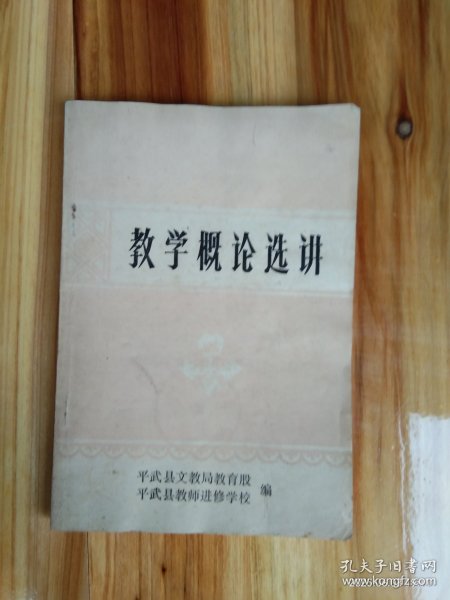 教学概论选讲
平武县文教局教育股
平武县教师进修学校
编
孔夫子旧书网
www.kongfz.com